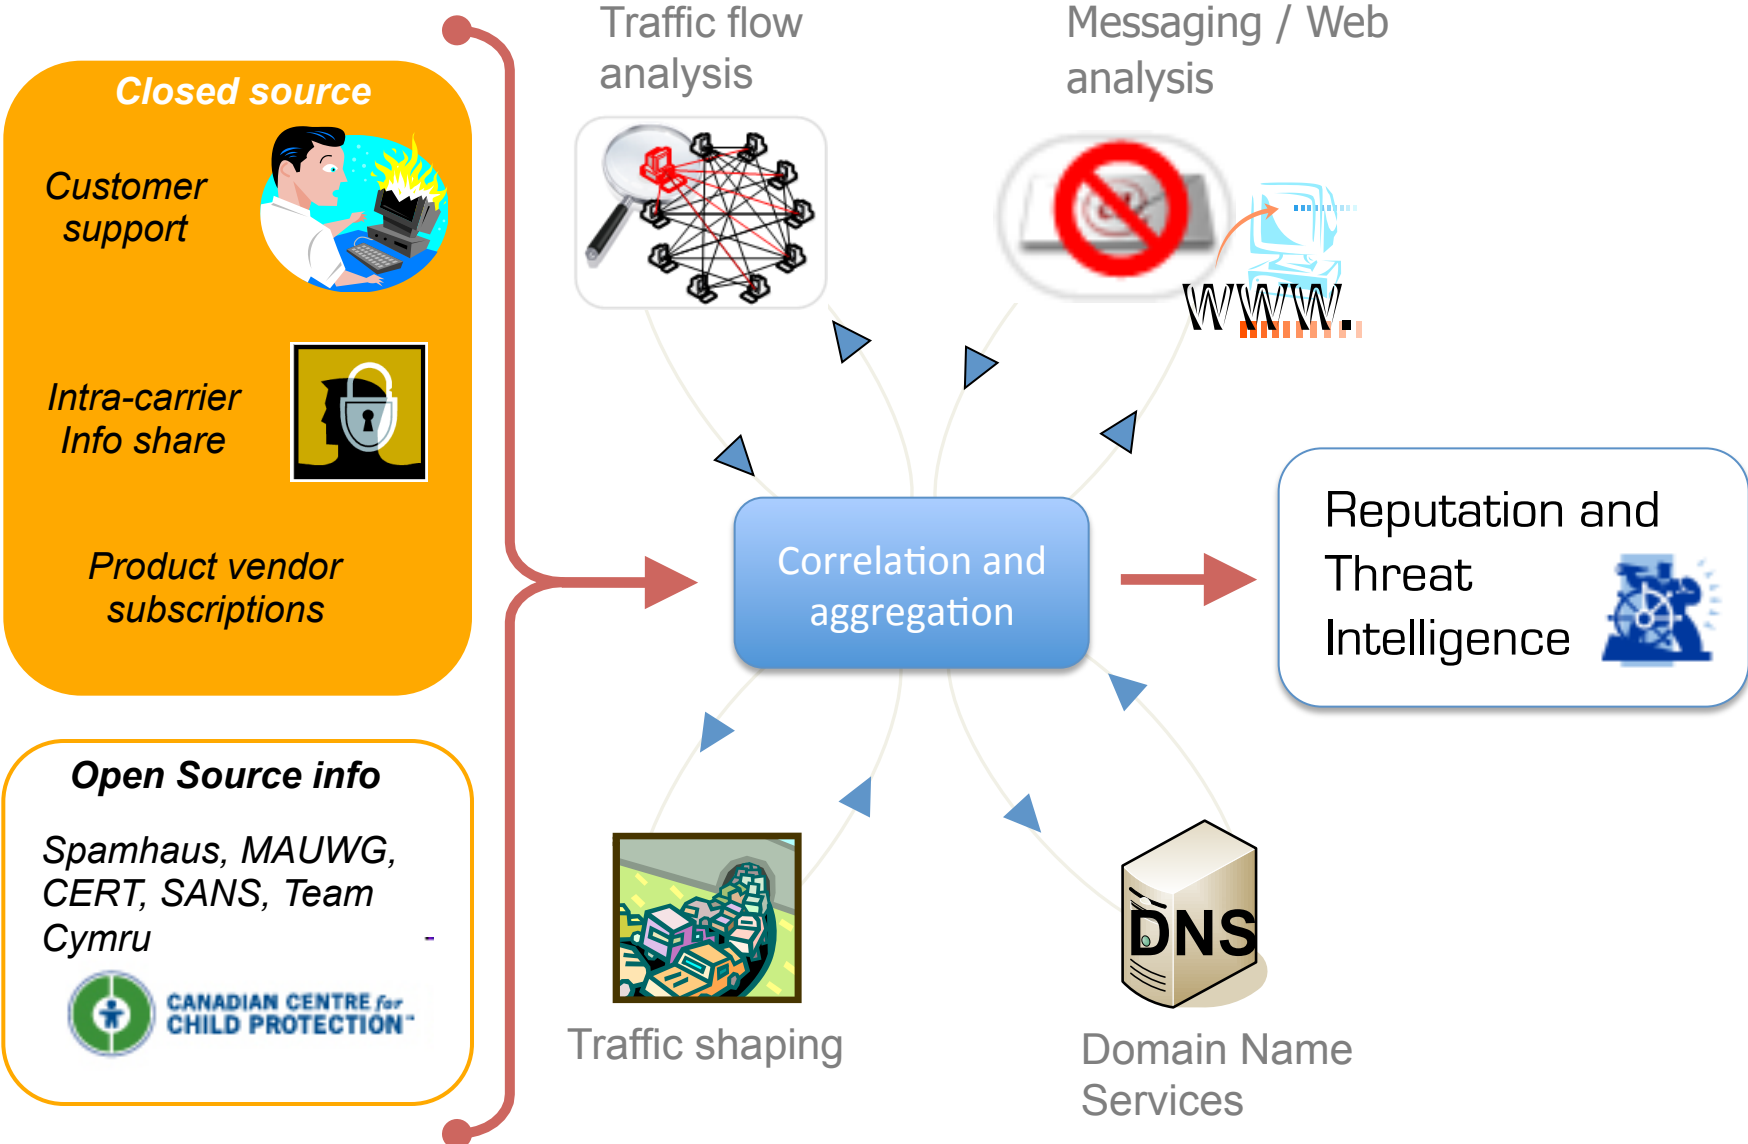 Closed source
Customer
support
Intra-carrier
Info share
Product vendor
subscriptions
Open Source info
Spamhaus, MAUWG,
CERT, SANS, Team
Cymru
CANADIAN CENTRE for
CHILD PROTECTION™
Traffic flow
analysis
Messaging / Web
analysis
WWW.
Correlation and
aggregation
Reputation and
Threat
Intelligence
Traffic shaping
DNS
Domain Name
Services